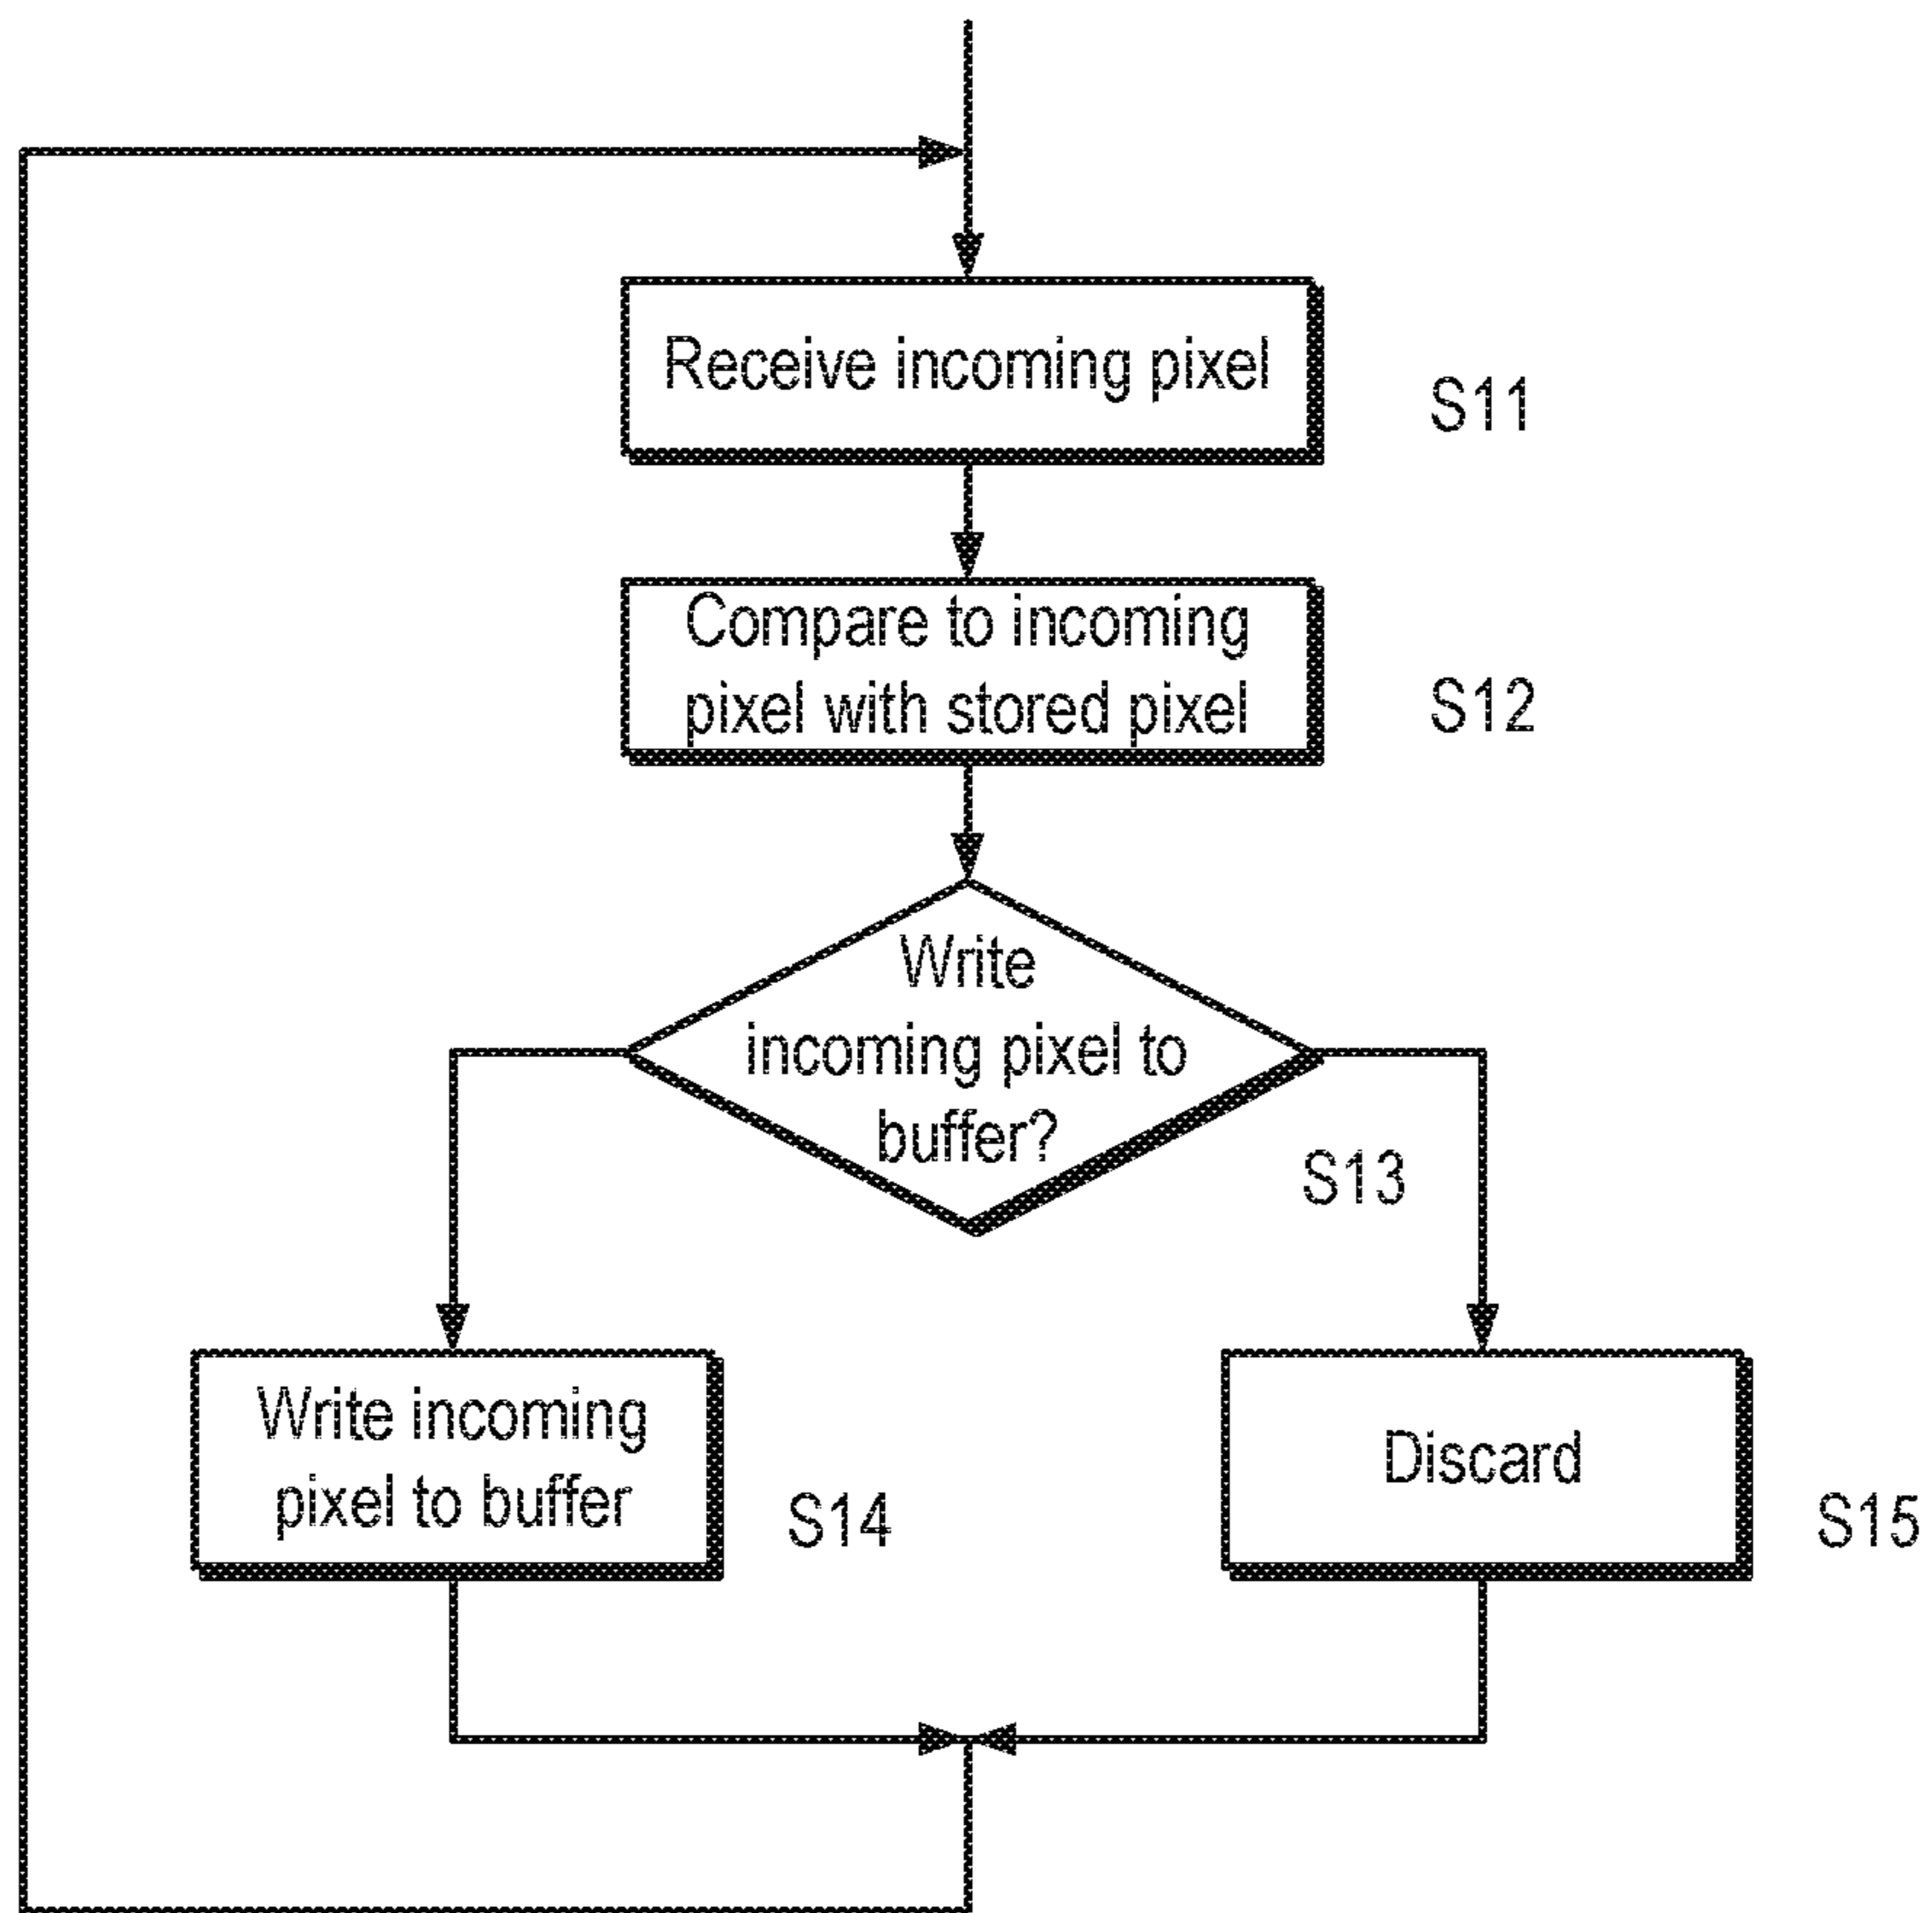 Receive incoming pixel
S11
Compare to incoming
pixel with stored pixel
S12
Write
incoming pixel to
buffer?
S13
Write incoming
pixel to buffer
S14
Discard
S15